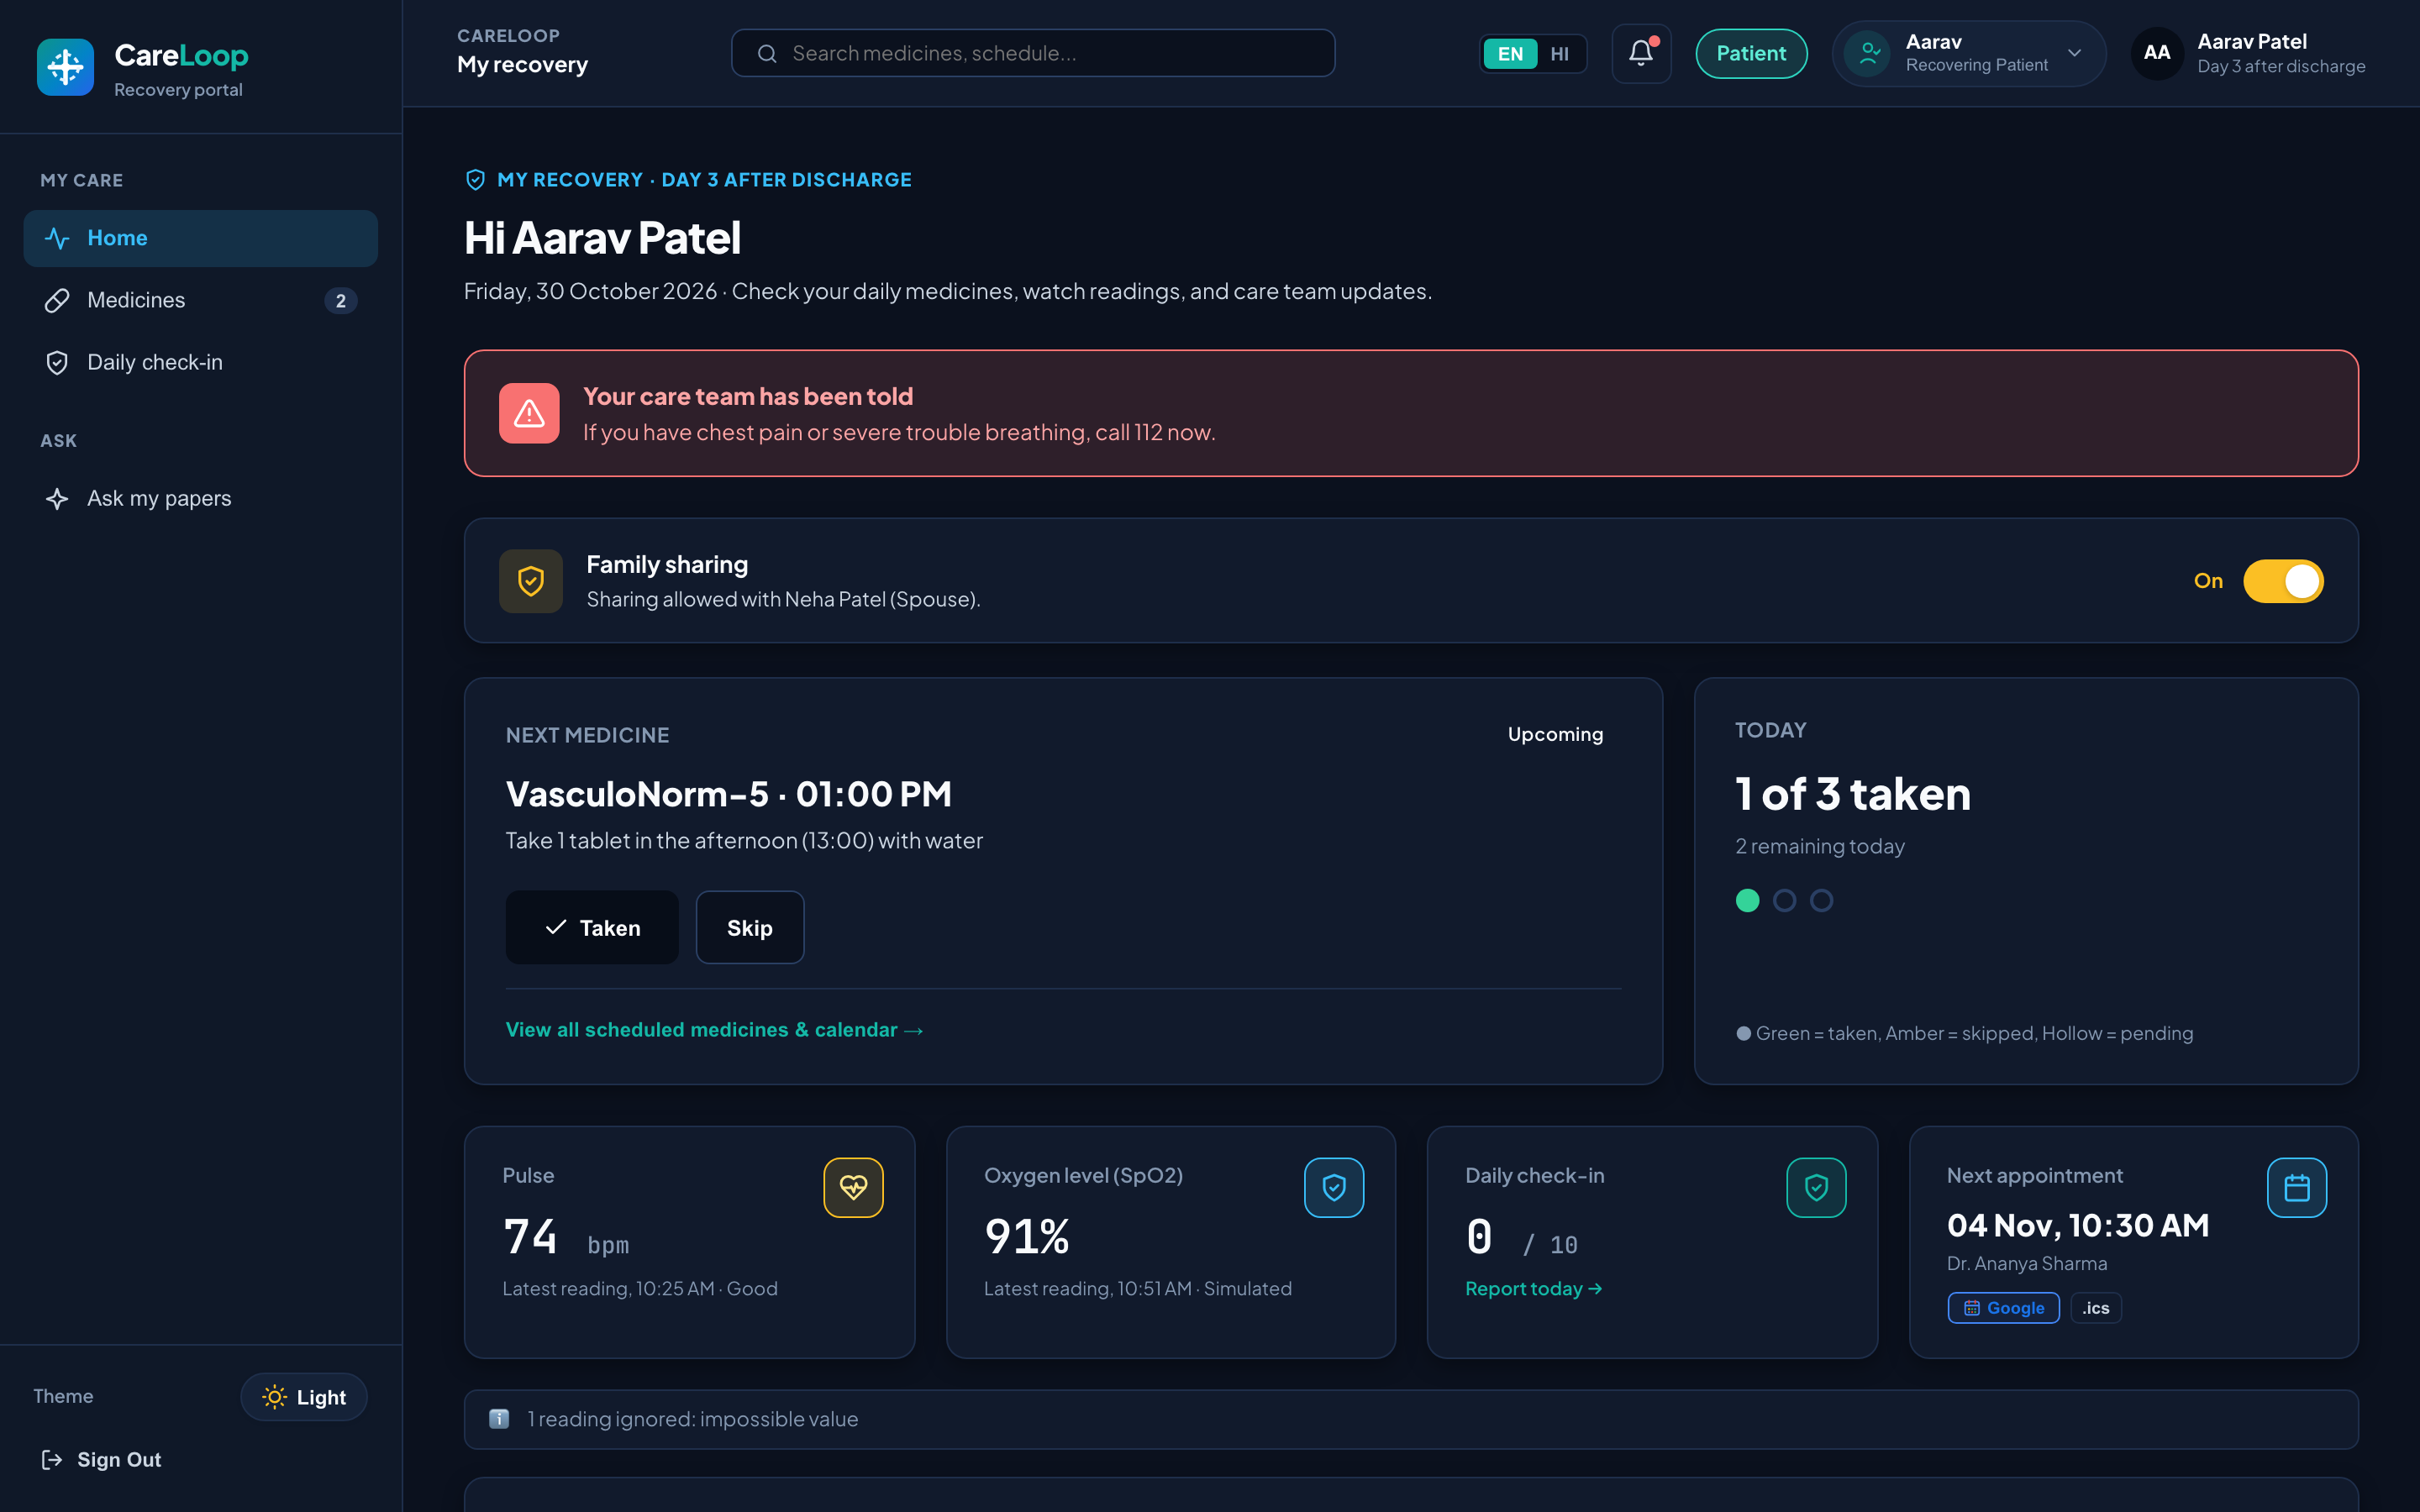 CareLoop
Recovery portal
MY CARE
Home
Medicines 2
Daily check-in
ASK
Ask my papers
Theme Light
Sign Out
CARELOOP
My recovery
Search medicines, schedule...
EN HI
Patient
Aarav
Recovering Patient
AA
Aarav Patel
Day 3 after discharge
MY RECOVERY · DAY 3 AFTER DISCHARGE
Hi Aarav Patel
Friday, 30 October 2026 · Check your daily medicines, watch readings, and care team updates.
Your care team has been told
If you have chest pain or severe trouble breathing, call 112 now.
Family sharing
Sharing allowed with Neha Patel (Spouse).
On
NEXT MEDICINE
Upcoming
VasculoNorm-5 · 01:00 PM
Take 1 tablet in the afternoon (13:00) with water
Taken
Skip
View all scheduled medicines & calendar →
TODAY
1 of 3 taken
2 remaining today
● Green = taken, Amber = skipped, Hollow = pending
Pulse
74 bpm
Latest reading, 10:25 AM · Good
Oxygen level (SpO2)
91%
Latest reading, 10:51 AM · Simulated
Daily check-in
0 / 10
Report today →
Next appointment
04 Nov, 10:30 AM
Dr. Ananya Sharma
Google
.ics
1 reading ignored: impossible value